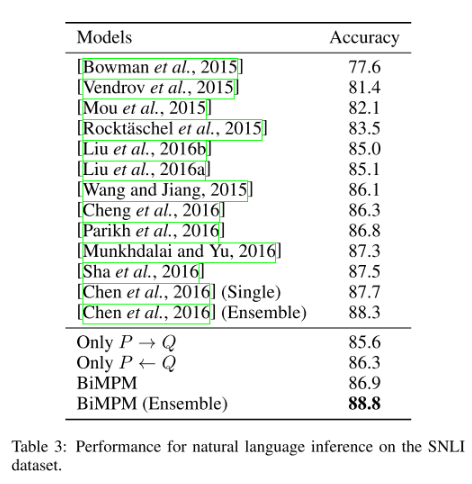 Models Accuracy
[Bowman et al., 2015] 77.6
[Vendrov et al., 2015] 81.4
[Mou et al., 2015] 82.1
[Rocktäschel et al., 2015] 83.5
[Liu et al., 2016b] 85.0
[Liu et al., 2016a] 85.1
[Wang and Jiang, 2015] 86.1
[Cheng et al., 2016] 86.3
[Parikh et al., 2016] 86.8
[Munkhdalai and Yu, 2016] 87.3
[Sha et al., 2016] 87.5
[Chen et al., 2016] (Single) 87.7
[Chen et al., 2016] (Ensemble) 88.3
Only P → Q 85.6
Only P ← Q 86.3
BiMPM 86.9
BiMPM (Ensemble) 88.8
Table 3: Performance for natural language inference on the SNLI
dataset.